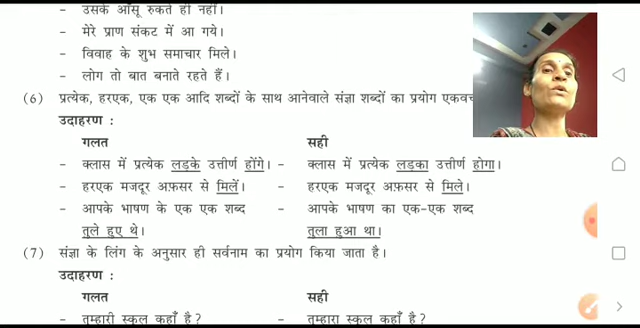 - उसके आँसू रुकते ही नहीं।
- मेरे प्राण संकट में आ गये।
- विवाह के शुभ समाचार मिले।
- लोग तो बात बनाते रहते हैं।
(6) प्रत्येक, हरएक, एक एक आदि शब्दों के साथ आनेवाले संज्ञा शब्दों का प्रयोग
उदाहरण :
गलत सही
- क्लास में प्रत्येक लड़के उत्तीर्ण होंगे। - क्लास में प्रत्येक लड़का उत्तीर्ण होगा।
- हरएक मजदूर अफ़सर से मिलें। - हरएक मजदूर अफ़सर से मिले।
- आपके भाषण के एक एक शब्द - आपके भाषण का एक-एक शब्द
तुले हुए थे। तुला हुआ था।
(7) संज्ञा के लिंग के अनुसार ही सर्वनाम का प्रयोग किया जाता है।
उदाहरण :
गलत सही
- तुम्हारी स्कूल कहाँ है? - तुम्हारा स्कूल कहाँ है?